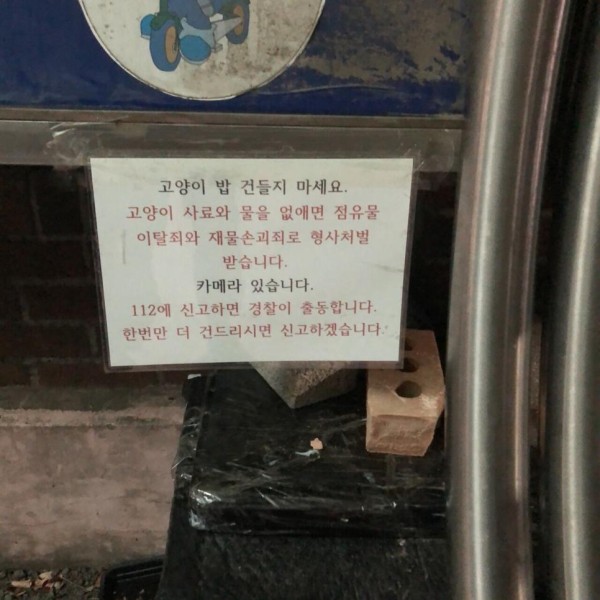 고양이 밥 건들지 마세요.
고양이 사료와 물을 없애면 점유물
이탈죄와 재물손괴죄로 형사처벌
받습니다.
카메라 있습니다.
112에 신고하면 경찰이 출동합니다.
한번만 더 건드리시면 신고하겠습니다.